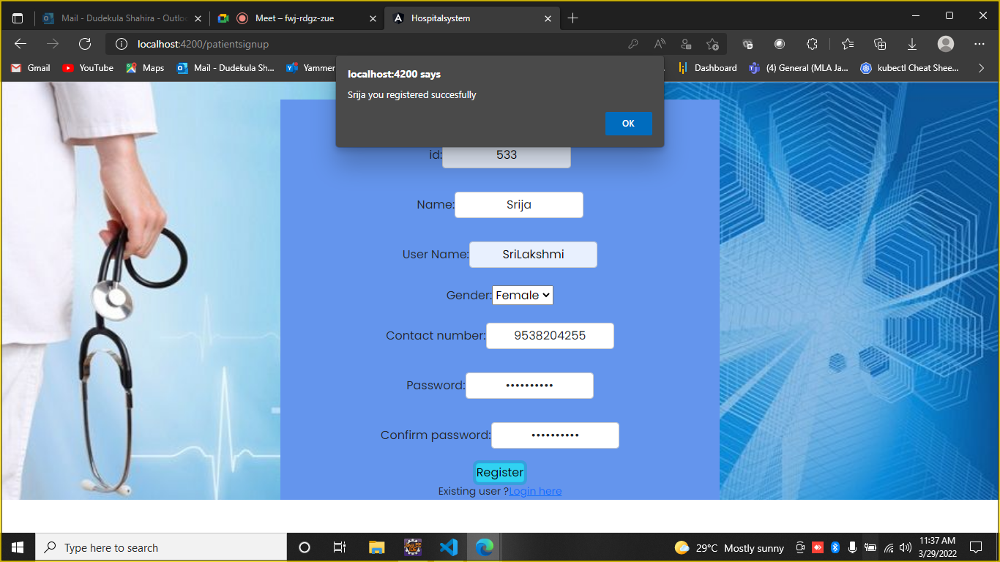 Mail - Dudekula Shahira - Outlo
Meet – fwj-rdgz-zue
Hospitalsystem
localhost:4200/patientsignup
Gmail
YouTube
Maps
Mail - Dudekula Sh...
Yammer
Dashboard
(4) General (MLA Ja...
kubectl Cheat Shee...
localhost:4200 says
Srija you registered succesfully
OK
id:533
Name:Srija
User Name:SriLakshmi
Gender:Female
Contact number:9538204255
Password:••••••••••
Confirm password:••••••••••
Register
Existing user ?Login here
Type here to search
29°C Mostly sunny
11:37 AM
3/29/2022